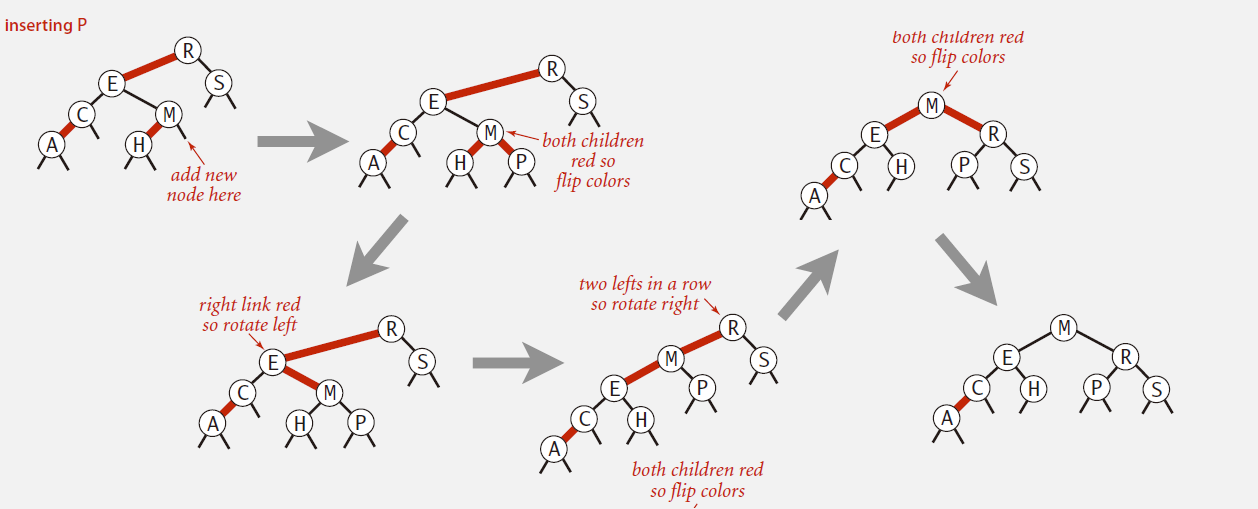 inserting P
R
E
S
C
M
A
H
add new
node here
R
E
S
C
M
A
H
P
both children
red so
flip colors
right link red
so rotate left
R
E
S
C
M
A
H
P
two lefts in a row
so rotate right
R
M
S
E
P
C
H
A
both children red
so flip colors
both children red
so flip colors
M
E
R
C
H
P
S
A
M
E
R
C
H
P
S
A